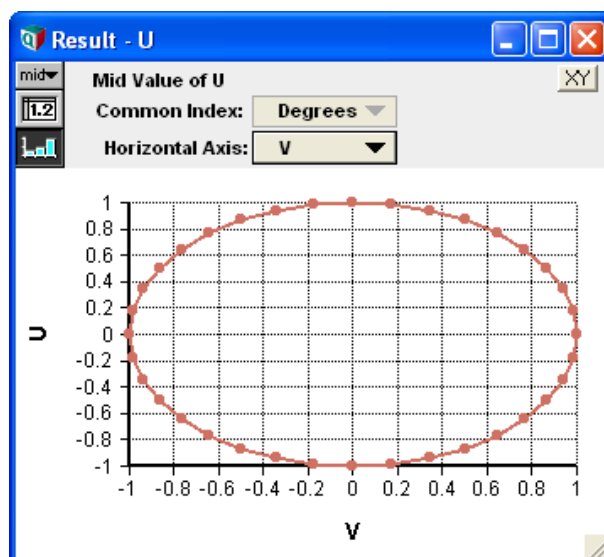 Result - U
mid
Mid Value of U
XY
1.2
Common Index: Degrees
Horizontal Axis: V
1
0.8
0.6
0.4
0.2
0
-0.2
-0.4
-0.6
-0.8
-1
U
-1 -0.8 -0.6 -0.4 -0.2 0 0.2 0.4 0.6 0.8 1
V